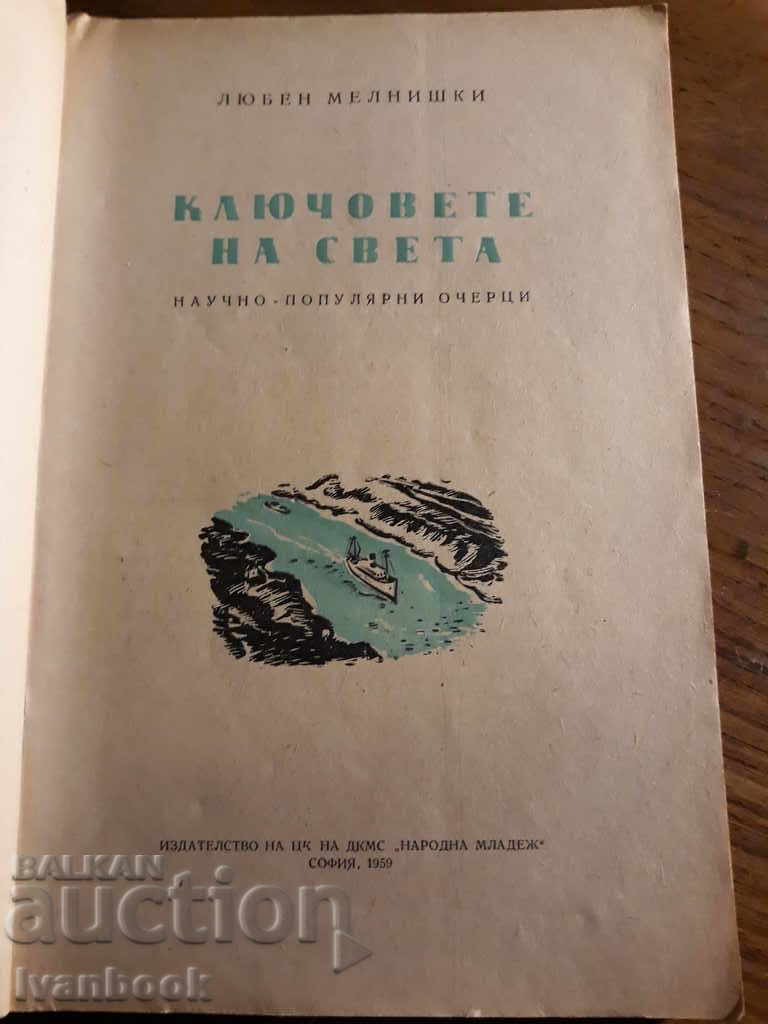 ЛЮБЕН МЕЛНИШКИ
КЛЮЧОВЕТЕ
НА СВЕТА
НАУЧНО-ПОПУЛЯРНИ ОЧЕРЦИ
ИЗДАТЕЛСТВО НА ЦК НА ДКМС „НАРОДНА МЛАДЕЖ“
СОФИЯ, 1959
BALKAN
auction
Ivanbook